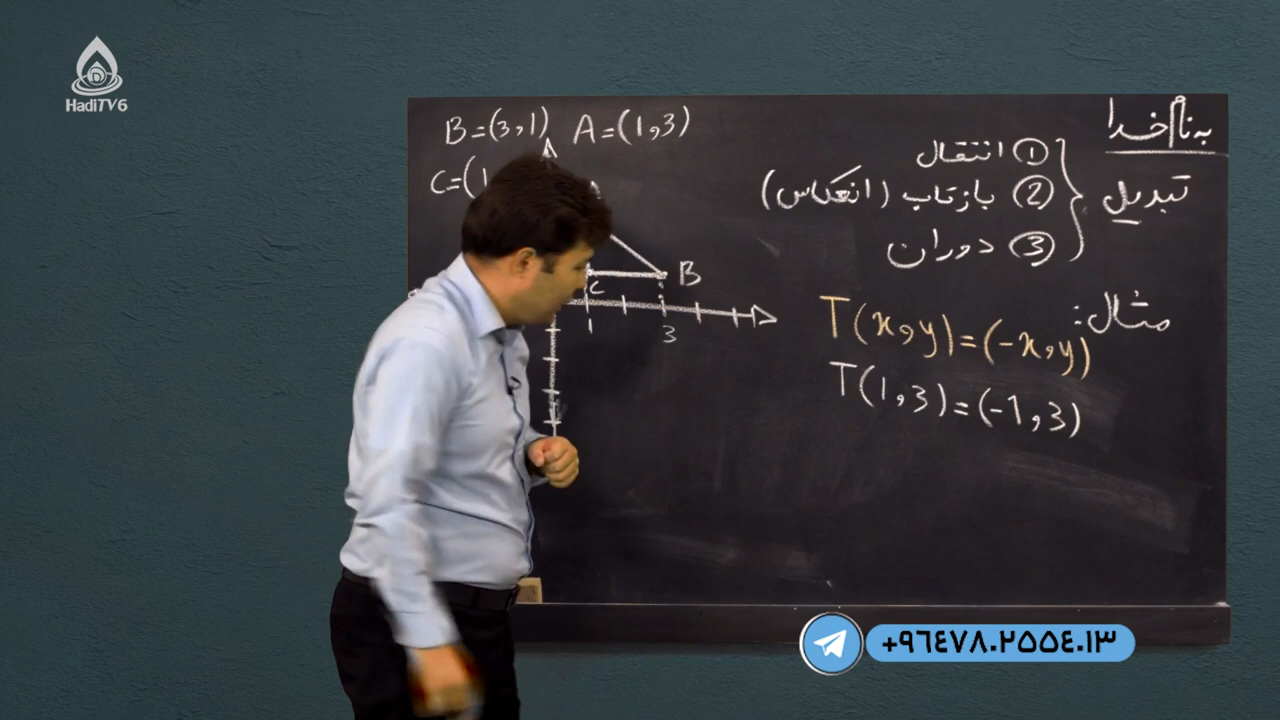 HadiTV6
به نام خدا
تبدیل
① انتقال
② بازتاب (انعکاس)
③ دوران
مثال:
T(x,y)=(-x,y)
T(1,3)=(-1,3)
B=(3,1) A=(1,3)
C=(1
B
C
1
3
+٩٦٤٧٨٠٢٥٥٤٠١٣